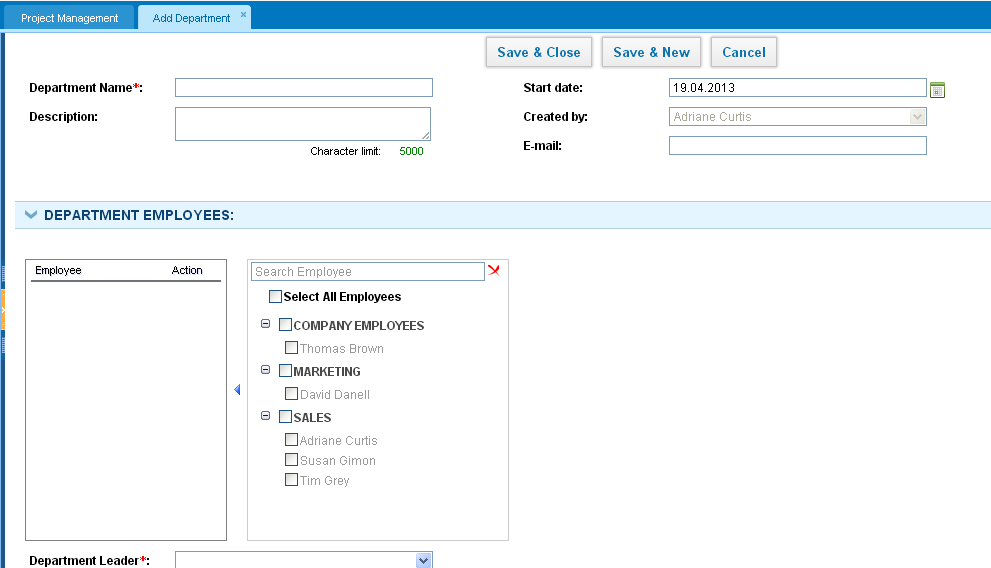 Project Management Add Department
Save & Close Save & New Cancel
Department Name*: Start date: 19.04.2013
Description: Created by: Adriane Curtis
E-mail:
Character limit: 5000
DEPARTMENT EMPLOYEES:
Employee Action Search Employee
Select All Employees
COMPANY EMPLOYEES
Thomas Brown
MARKETING
David Danell
SALES
Adriane Curtis
Susan Gimon
Tim Grey
Department Leader*: